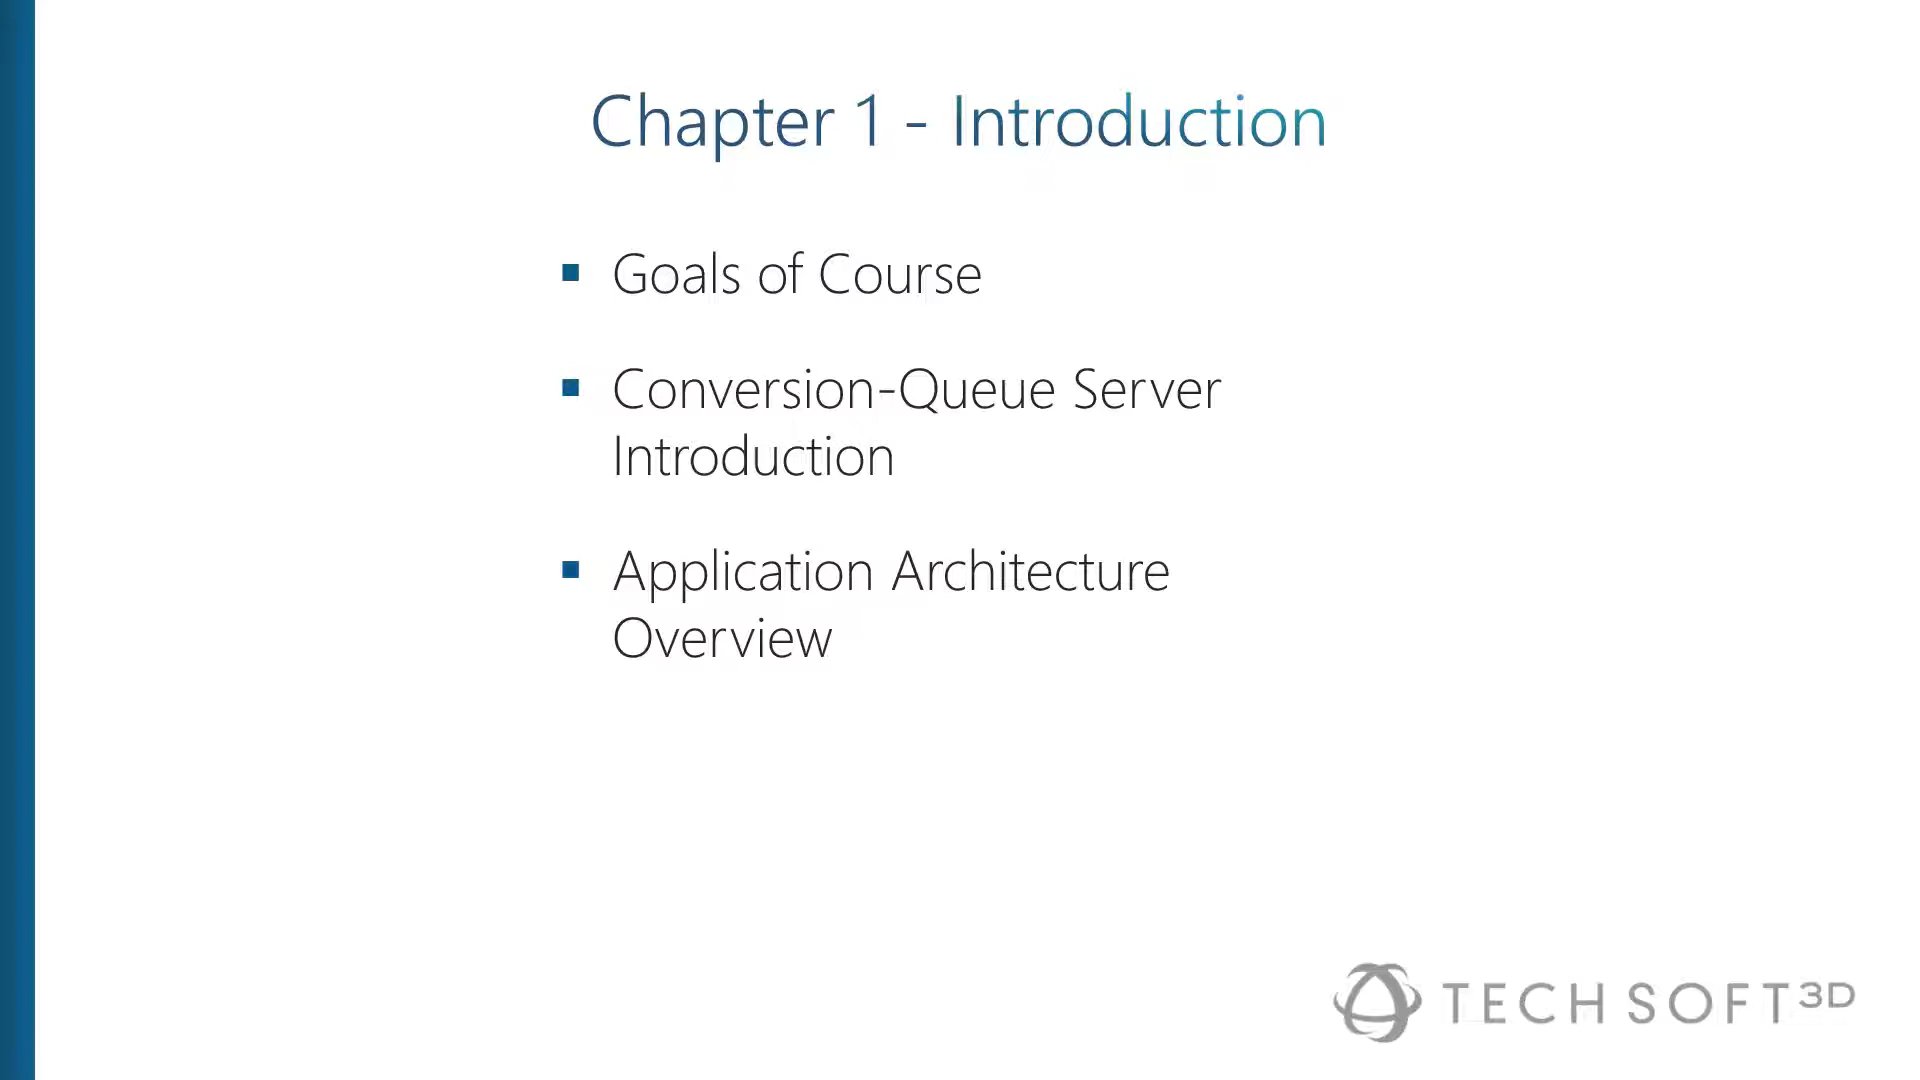 Chapter 1 - Introduction
Goals of Course
Conversion-Queue Server
Introduction
Application Architecture
Overview
TECH SOFT 3D